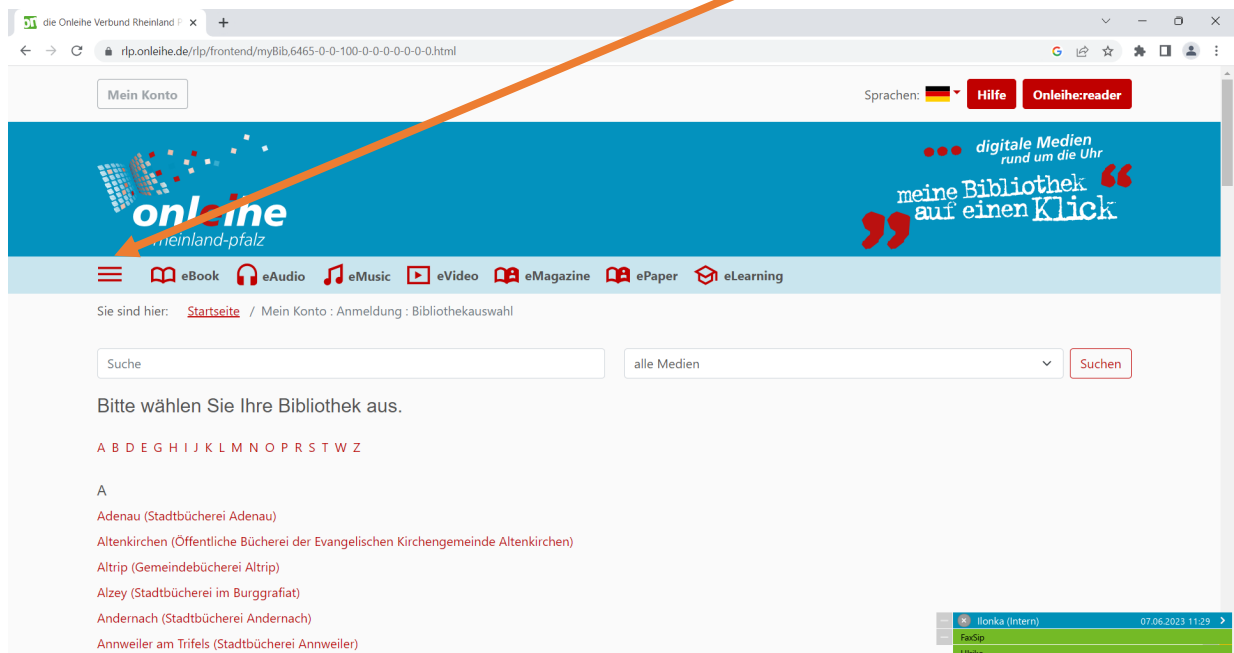 die Onleihe Verbund Rheinland P
rlp.onleihe.de/rlp/frontend/myBib,6465-0-0-100-0-0-0-0-0-0-0.html
Mein Konto
Sprachen:
Hilfe
Onleihe:reader
onleihe
rheinland-pfalz
digitale Medien
rund um die Uhr
meine Bibliothek
auf einen Klick
eBook eAudio eMusic eVideo eMagazine ePaper eLearning
Sie sind hier: Startseite / Mein Konto : Anmeldung : Bibliothekauswahl
Suche
alle Medien
Suchen
Bitte wählen Sie Ihre Bibliothek aus.
A B D E G H I J K L M N O P R S T W Z
A
Adenau (Stadtbücherei Adenau)
Altenkirchen (Öffentliche Bücherei der Evangelischen Kirchengemeinde Altenkirchen)
Altrip (Gemeindebücherei Altrip)
Alzey (Stadtbücherei im Burggrafiat)
Andernach (Stadtbücherei Andernach)
Annweiler am Trifels (Stadtbücherei Annweiler)
Ilonka (Intern) 07.06.2023 11:29
FaxSip